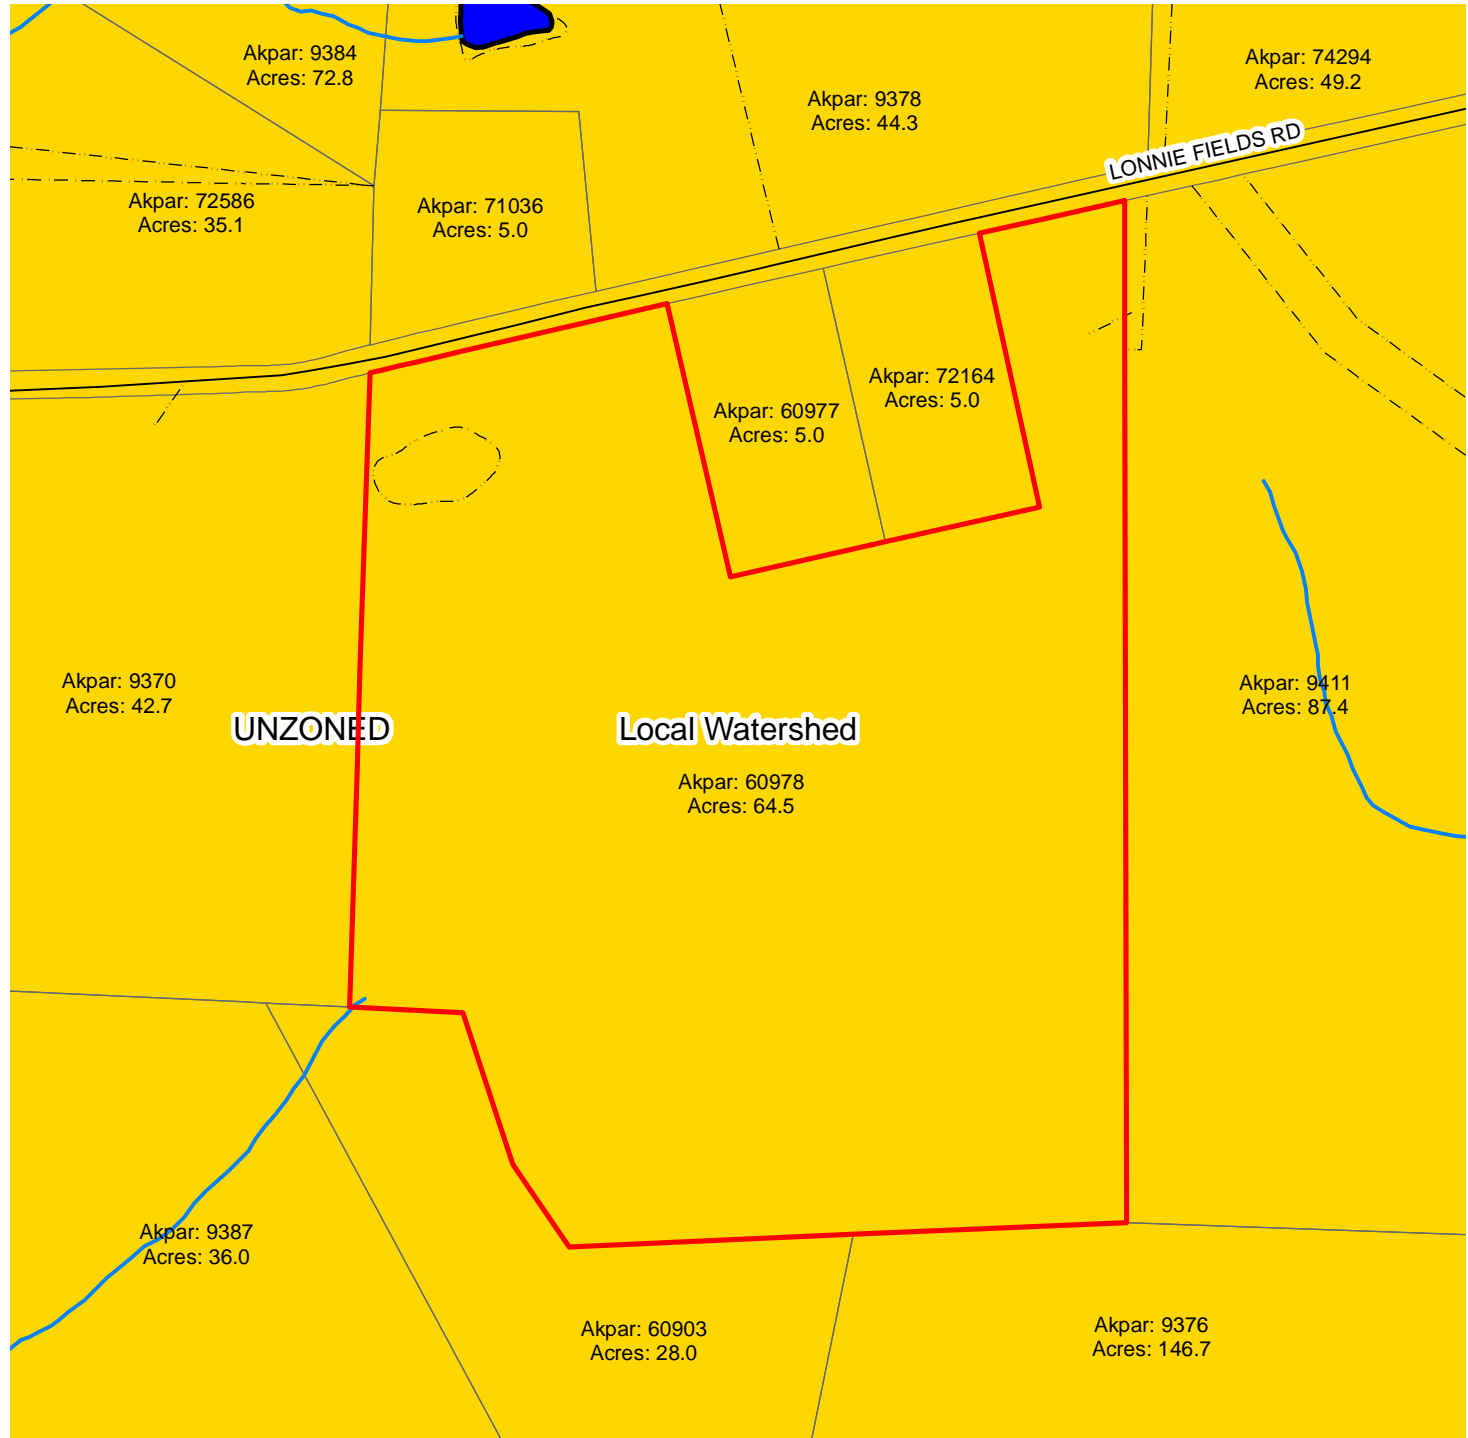 Akpar: 9384
Acres: 72.8
Akpar: 9378
Acres: 44.3
Akpar: 74294
Acres: 49.2
LONNIE FIELDS RD
Akpar: 72586
Acres: 35.1
Akpar: 71036
Acres: 5.0
Akpar: 60977
Acres: 5.0
Akpar: 72164
Acres: 5.0
Akpar: 9370
Acres: 42.7
UNZONED
Local Watershed
Akpar: 60978
Acres: 64.5
Akpar: 9411
Acres: 87.4
Akpar: 9387
Acres: 36.0
Akpar: 60903
Acres: 28.0
Akpar: 9376
Acres: 146.7